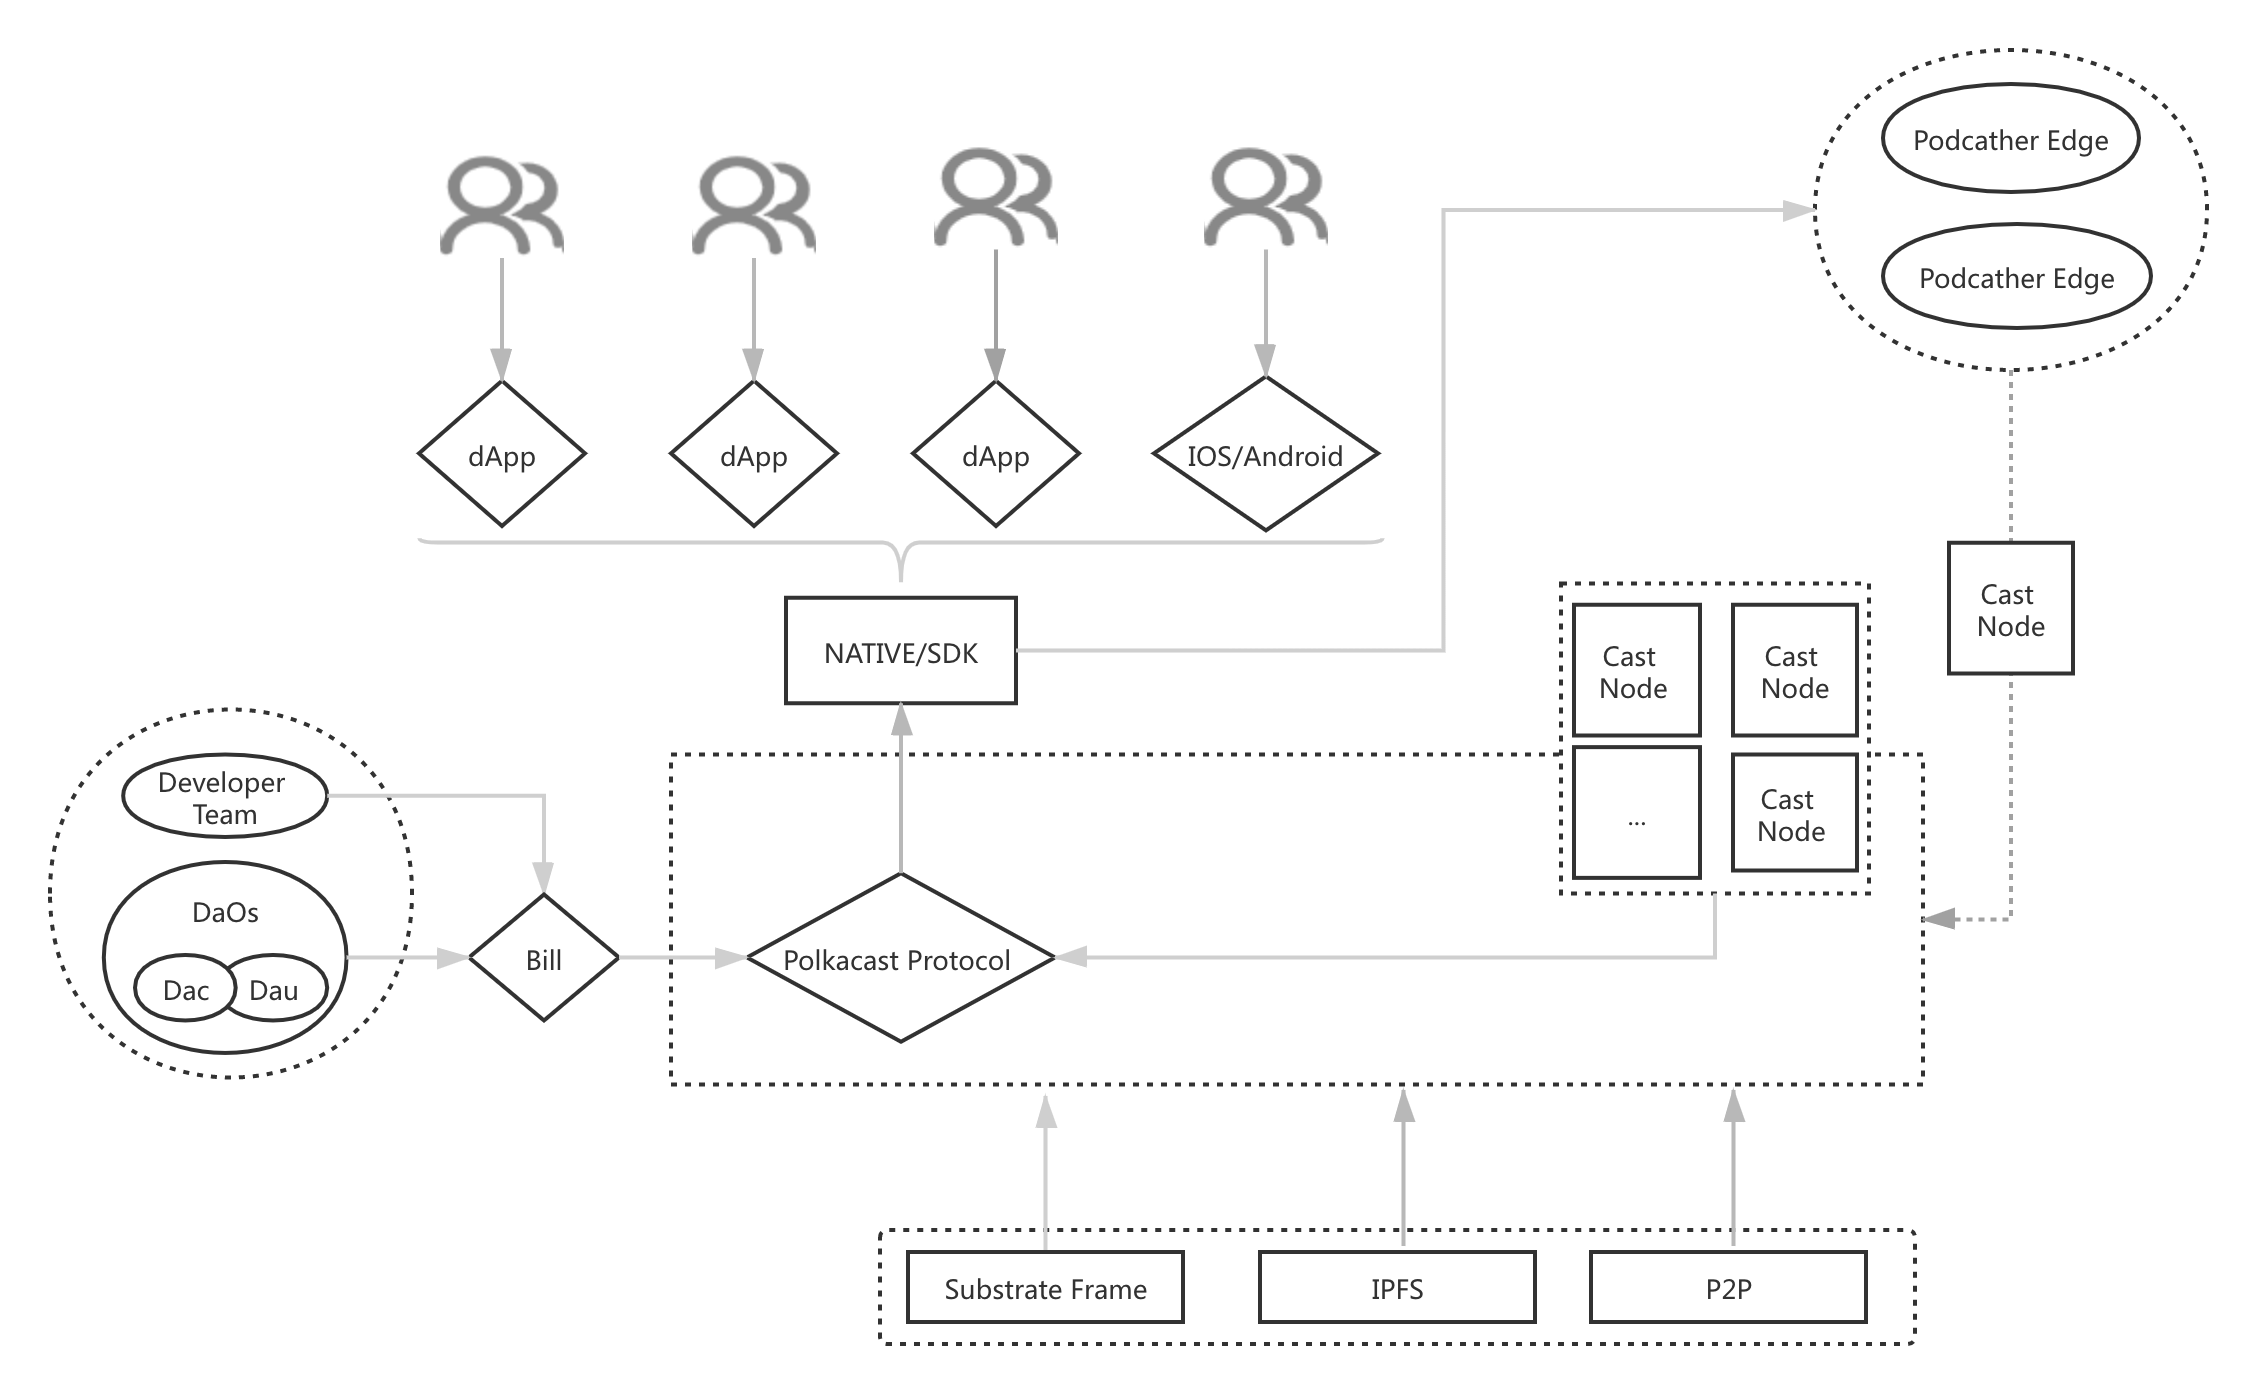 Podcather Edge
Podcather Edge
dApp
dApp
dApp
IOS/Android
NATIVE/SDK
Cast
Node
Cast
Node
Cast
Node
...
Cast
Node
Developer
Team
DaOs
Dac
Dau
Bill
Polkacast Protocol
Substrate Frame
IPFS
P2P